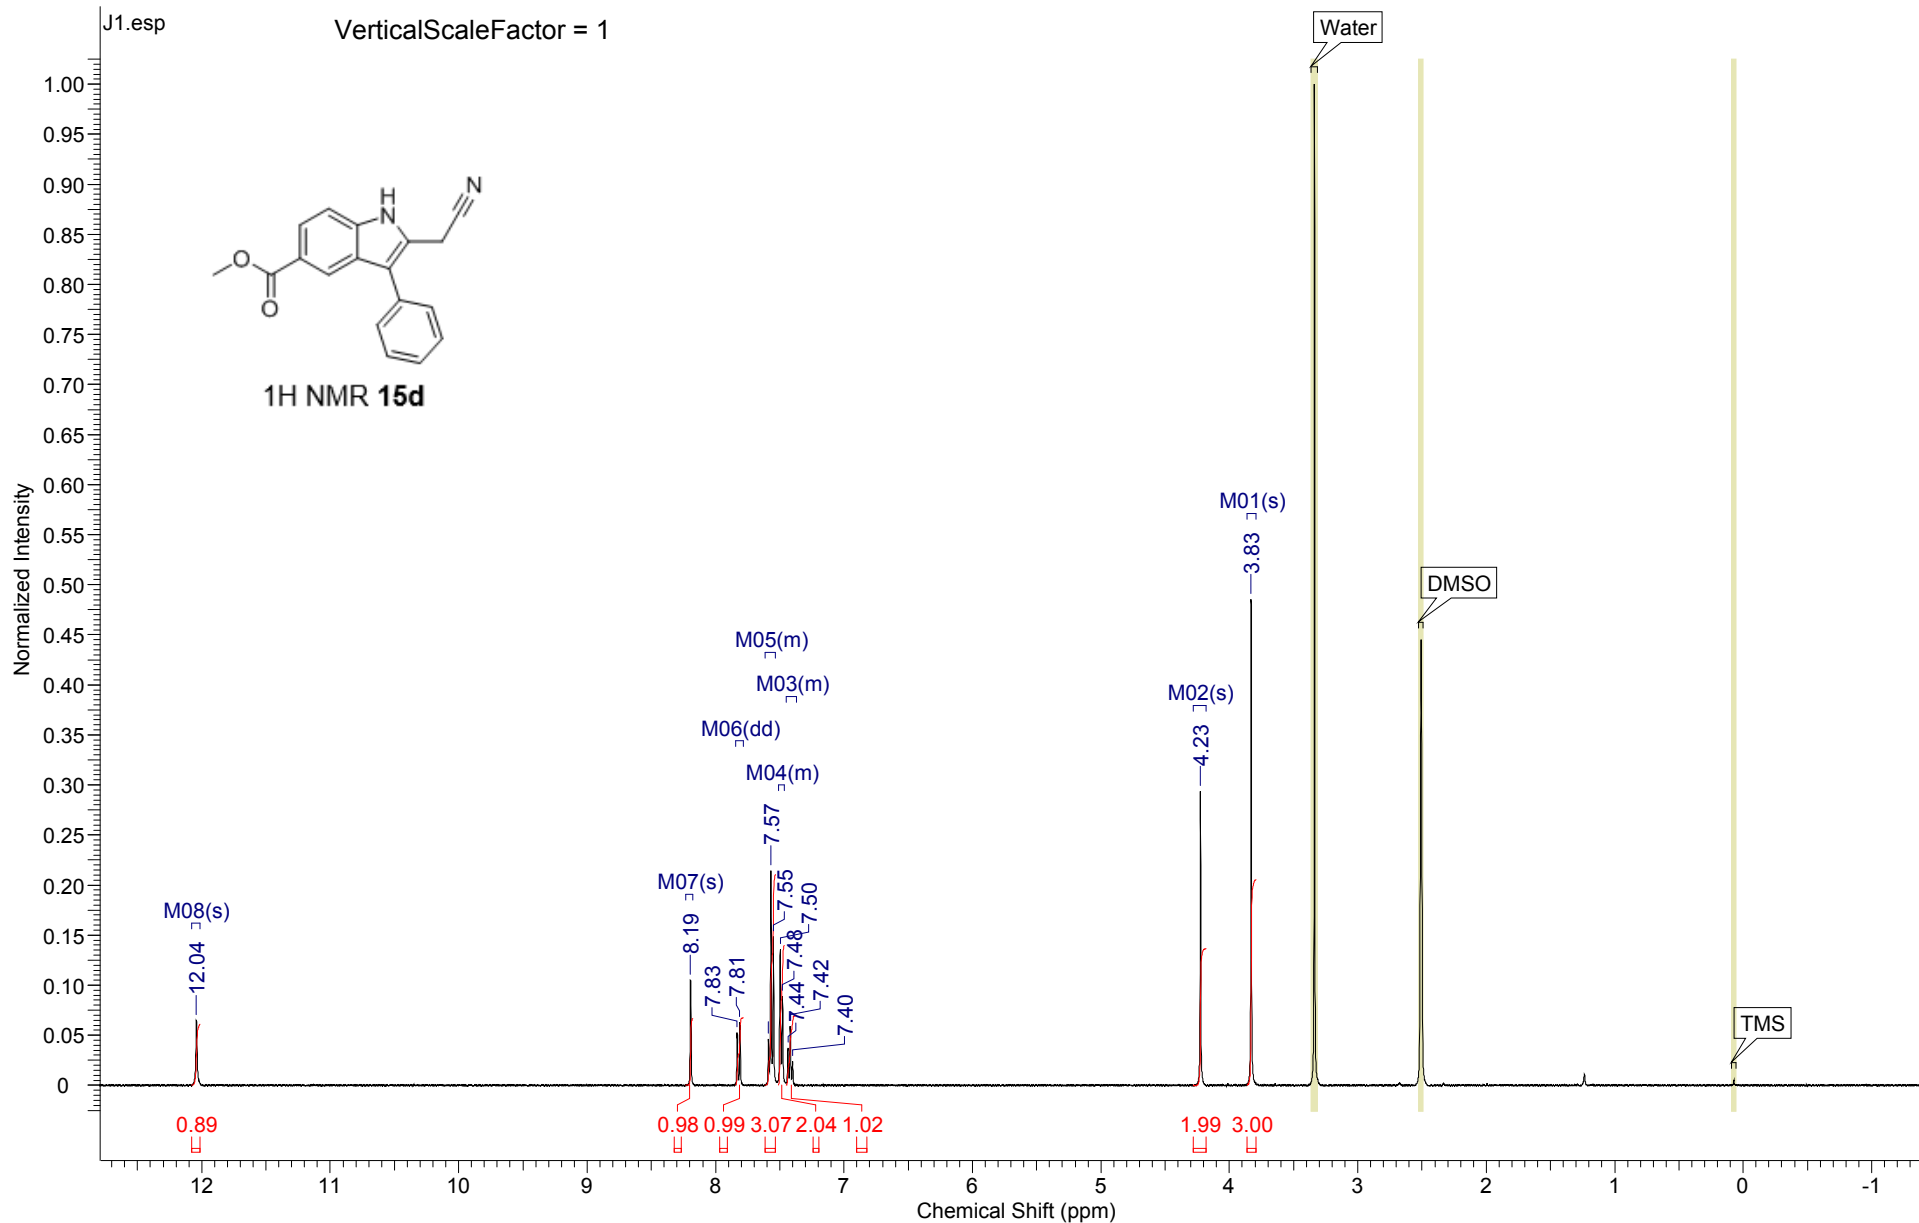 J1.esp
VerticalScaleFactor = 1
Water
1.00
0.95
0.90
0.85
0.80
0.75
0.70
0.65
0.60
0.55
0.50
0.45
0.40
0.35
0.30
0.25
0.20
0.15
0.10
0.05
0
Normalized Intensity
H
N
N
O
O
1H NMR 15d
M01(s)
3.83
DMSO
M05(m)
M03(m)
M02(s)
4.23
M06(dd)
M04(m)
7.57
7.55
7.50
7.48
7.44
7.42
7.40
M07(s)
8.19
7.83
7.81
M08(s)
12.04
TMS
0.89 0.98 0.99 3.07 2.04 1.02 1.99 3.00
12 11 10 9 8 7 6 5 4 3 2 1 0 -1
Chemical Shift (ppm)